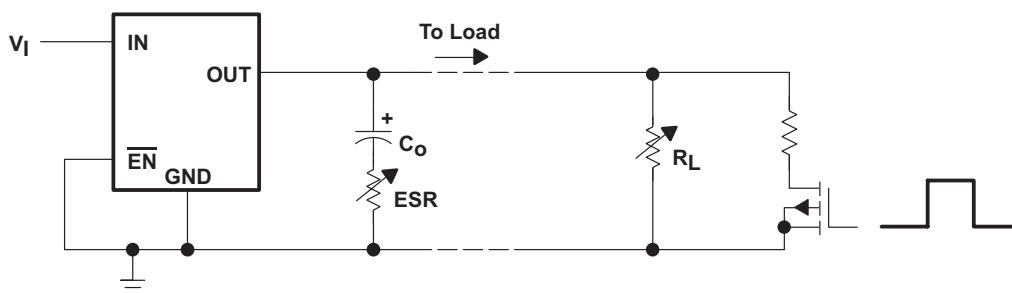 To Load
V_I
IN
OUT
+
C_o
EN
GND
ESR
R_L